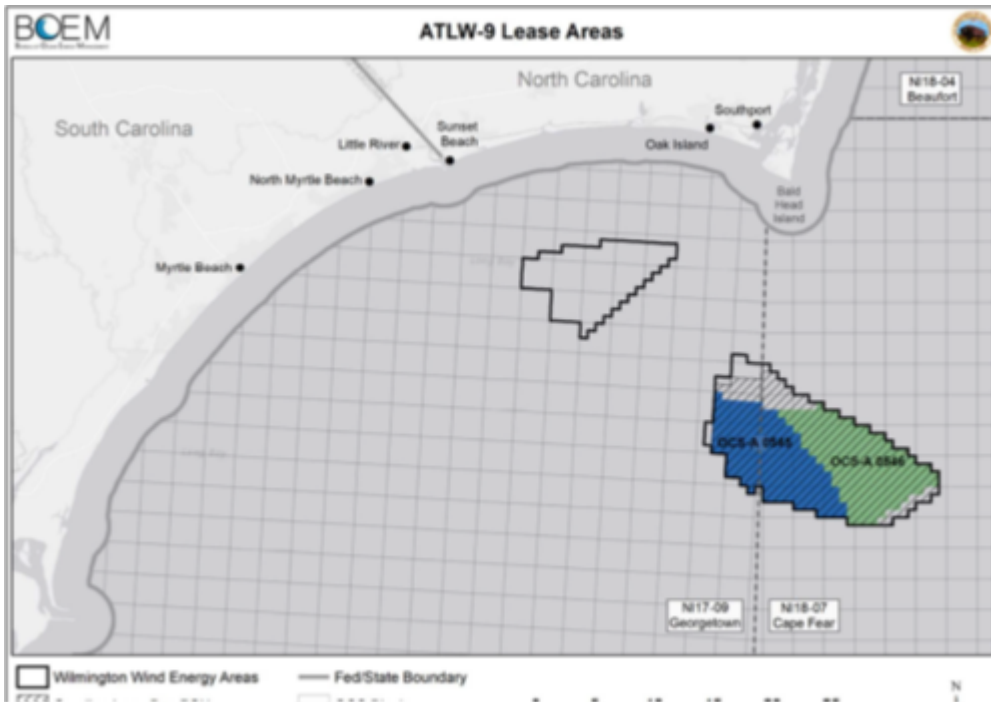 BOEM
ATLW-9 Lease Areas
North Carolina
NI18-04
Beaufort
South Carolina
Southport
Sunset
Beach
Little River
Oak Island
North Myrtle Beach
Bald
Head
Island
Myrtle Beach
OCS-A 0545
OCS-A 0546
NI17-09
Georgetown
NI18-07
Cape Fear
Wilmington Wind Energy Areas
Fed/State Boundary
N